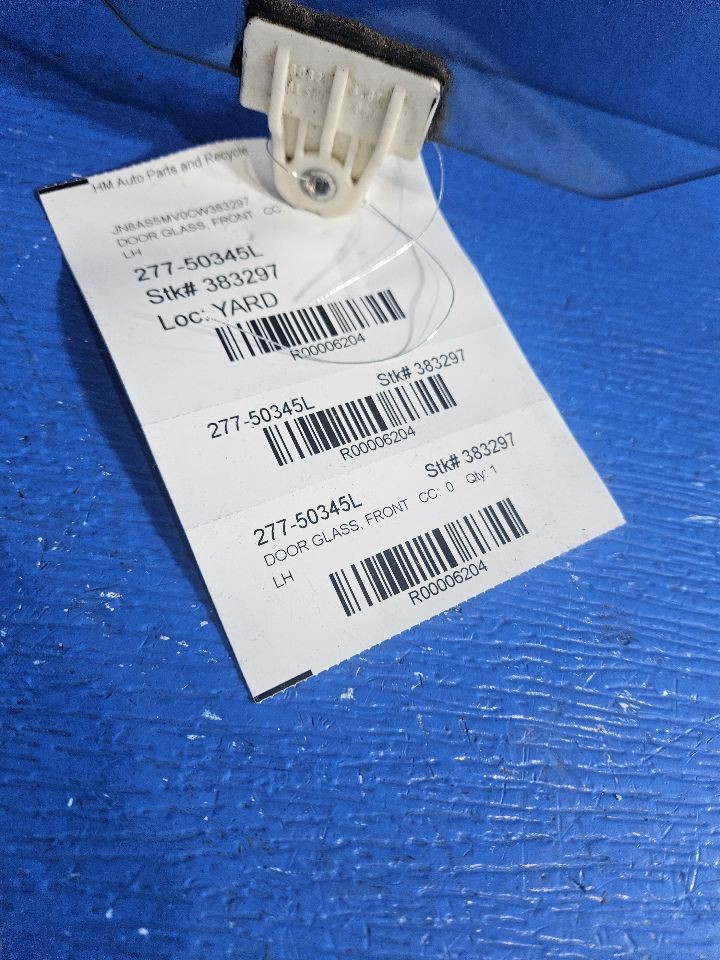 HM Auto Parts and Recycle
JN8AS5MV0CW383297
DOOR GLASS, FRONT CC:
LH
277-50345L
Stk# 383297
Loc: YARD
R00006204
277-50345L Stk# 383297
R00006204
277-50345L Stk# 383297
DOOR GLASS, FRONT CC: 0 Qty: 1
LH
R00006204